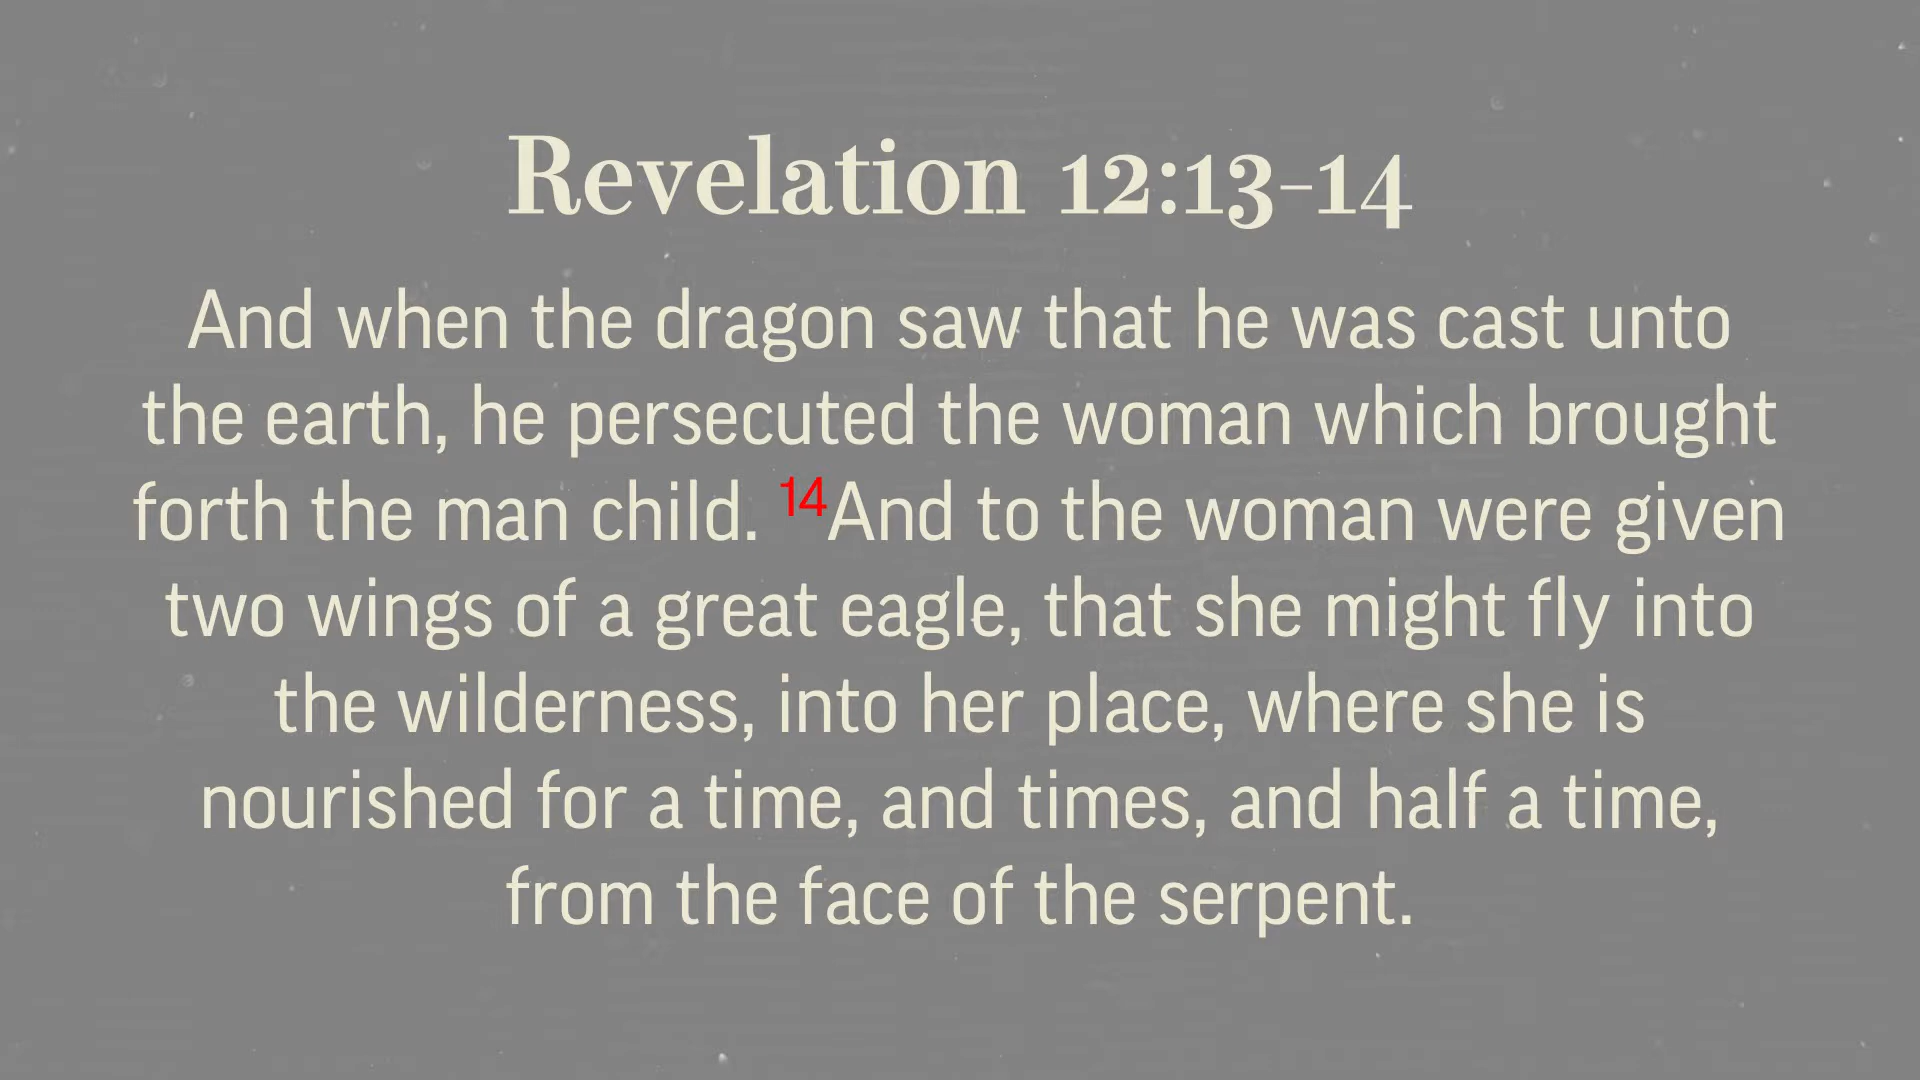 Revelation 12:13-14
And when the dragon saw that he was cast unto
the earth, he persecuted the woman which brought
forth the man child. 14And to the woman were given
two wings of a great eagle, that she might fly into
the wilderness, into her place, where she is
nourished for a time, and times, and half a time,
from the face of the serpent.